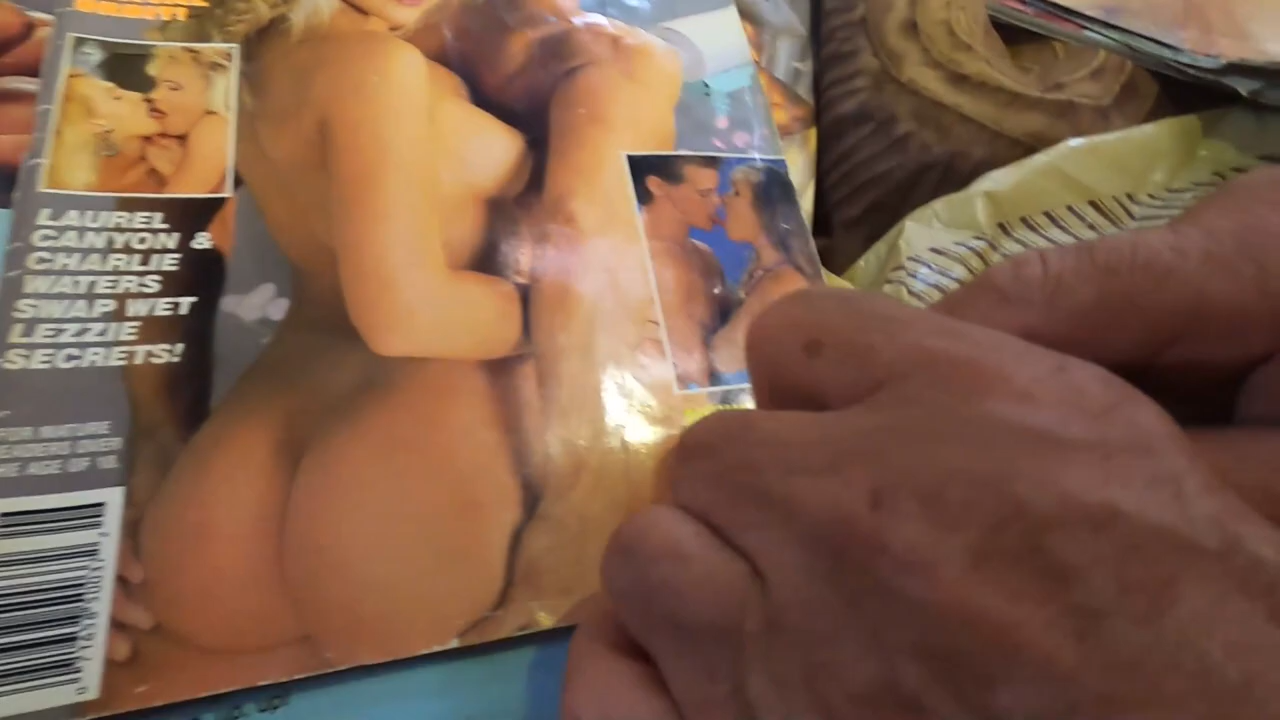 LAUREL
CANYON &
CHARLIE
WATERS
SWAP WET
LEZZIE
SECRETS!
FOR MATURE
READERS OVER
THE AGE OF 18.